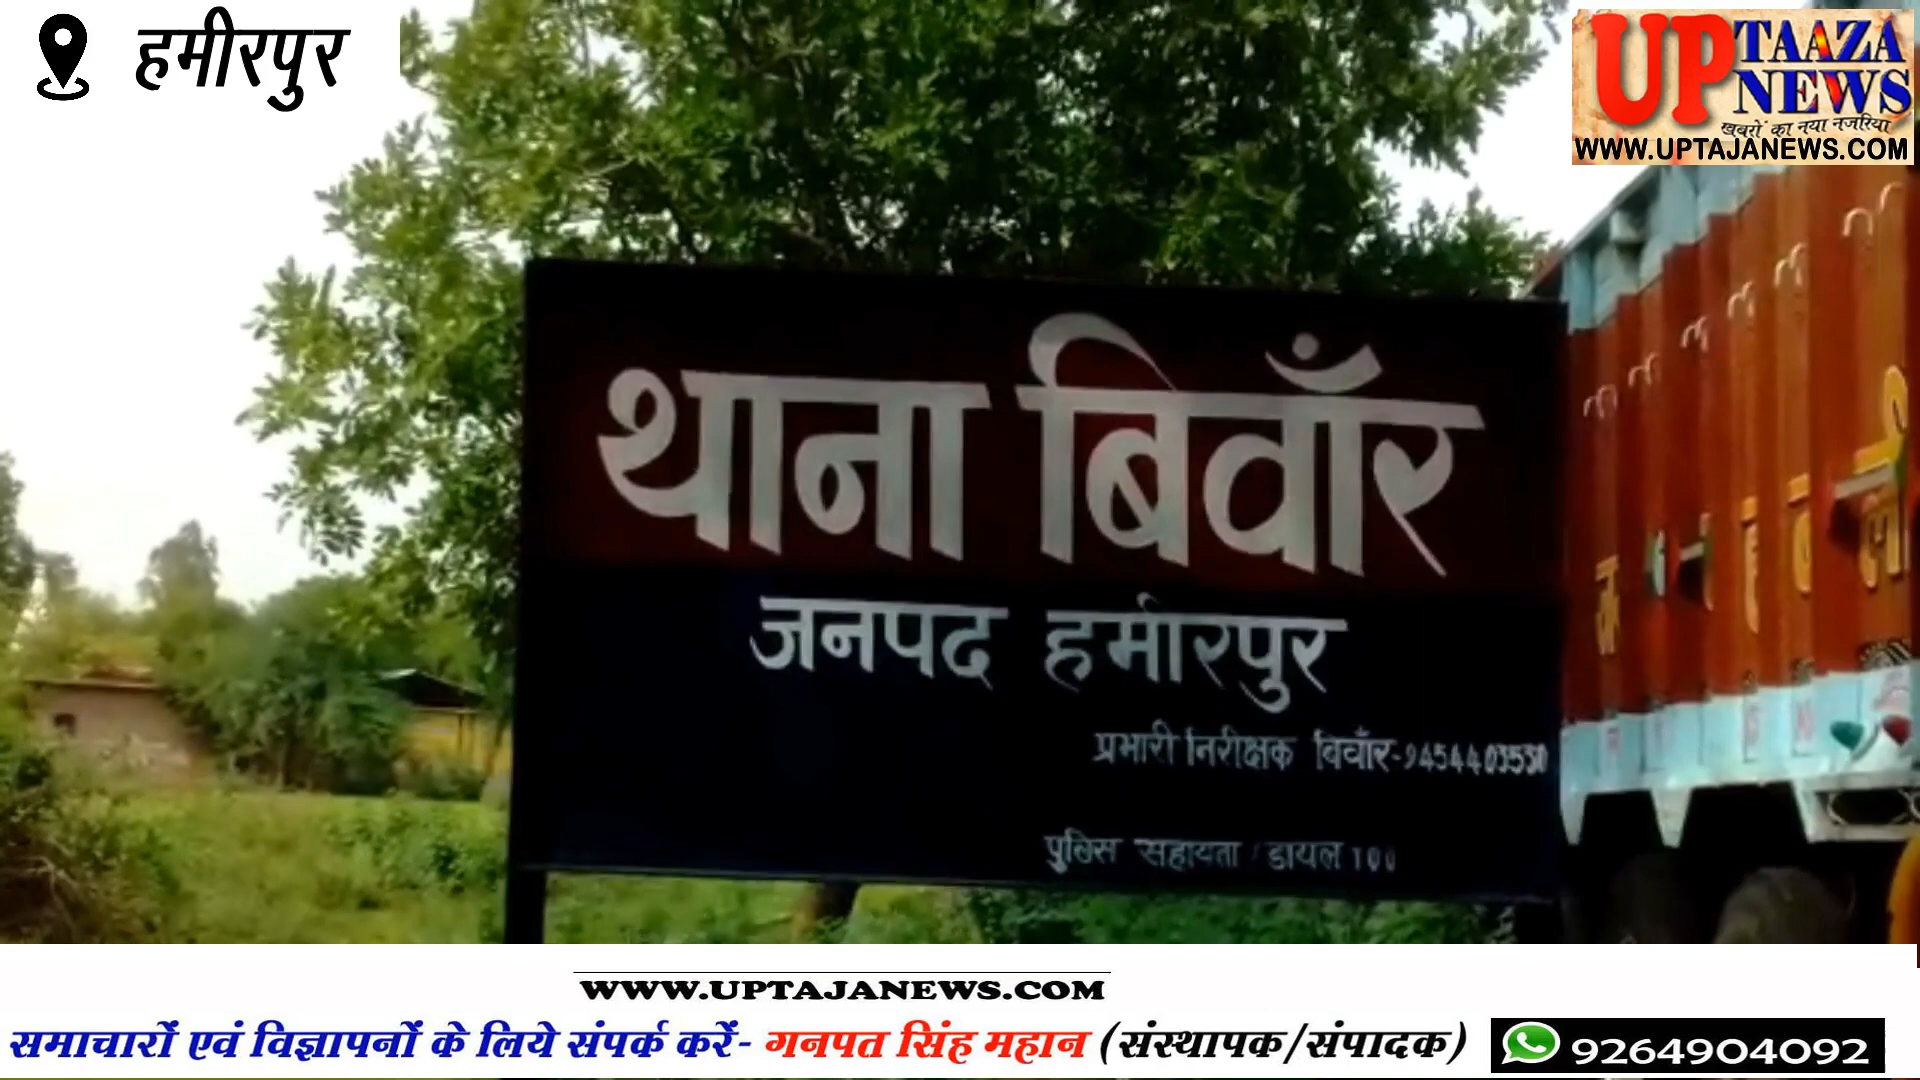 हमीरपुर
UP TAAZA NEWS
खबरों का नया नजरिया
WWW.UPTAJANEWS.COM
थाना बिवाँर
जनपद हमीरपुर
प्रभारी निरीक्षक बिवाँर-9454403530
पुलिस सहायता / डायल 100
WWW.UPTAJANEWS.COM
समाचारों एवं विज्ञापनों के लिये संपर्क करें- गनपत सिंह महान (संस्थापक/संपादक) 9264904092